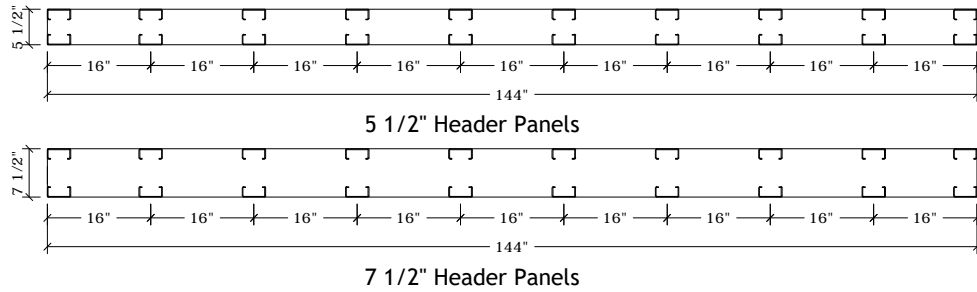 5 1/2"
16" 16" 16" 16" 16" 16" 16" 16" 16"
144"
5 1/2" Header Panels
7 1/2"
16" 16" 16" 16" 16" 16" 16" 16" 16"
144"
7 1/2" Header Panels